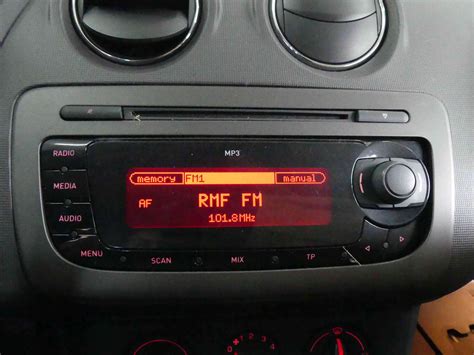 RADIO
MEDIA
AUDIO
MENU
MP3
memory FM1 manual
AF RMF FM
101.8MHz
SCAN MIX TP